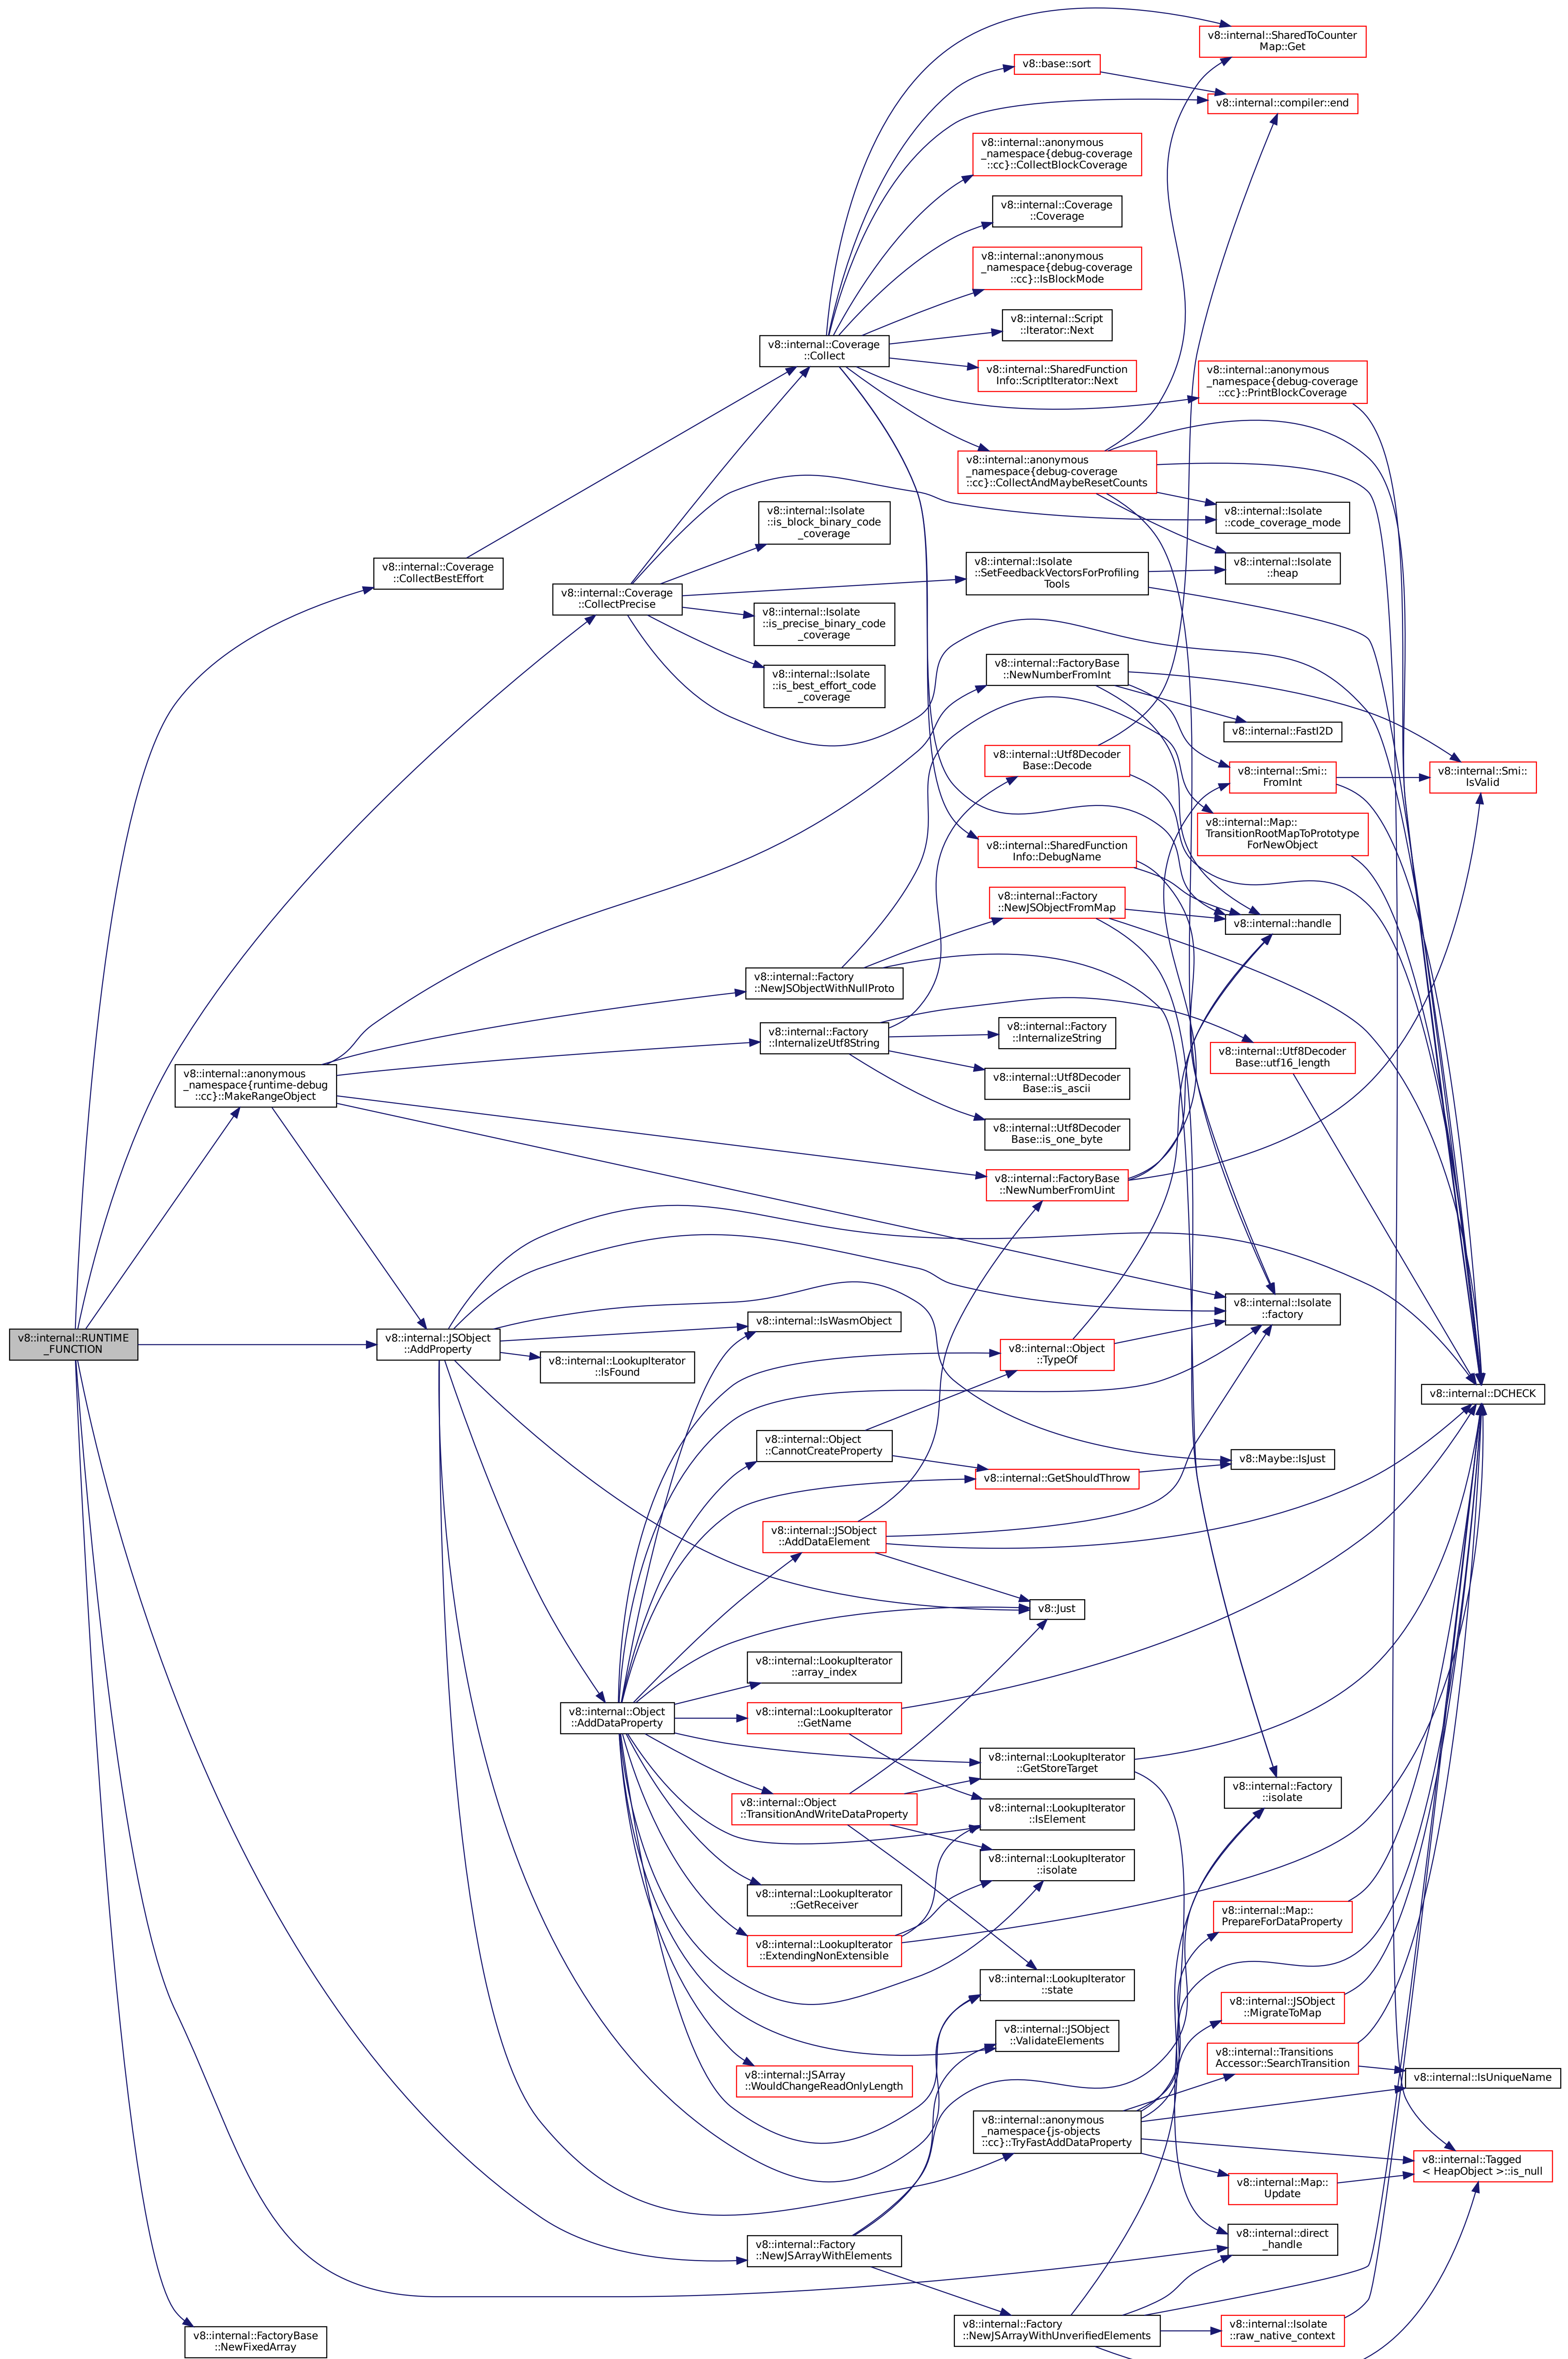 v8::internal::SharedToCounter
Map::Get
v8::base::sort
v8::internal::compiler::end
v8::internal::anonymous
_namespace{debug-coverage
::cc}::CollectBlockCoverage
v8::internal::Coverage
::Coverage
v8::internal::anonymous
_namespace{debug-coverage
::cc}::IsBlockMode
v8::internal::Script
::Iterator::Next
v8::internal::Coverage
::Collect
v8::internal::SharedFunction
Info::ScriptIterator::Next
v8::internal::anonymous
_namespace{debug-coverage
::cc}::PrintBlockCoverage
v8::internal::anonymous
_namespace{debug-coverage
::cc}::CollectAndMaybeResetCounts
v8::internal::Isolate
::is_block_binary_code
_coverage
v8::internal::Isolate
::code_coverage_mode
v8::internal::Coverage
::CollectBestEffort
v8::internal::Isolate
::SetFeedbackVectorsForProfiling
Tools
v8::internal::Isolate
::heap
v8::internal::Coverage
::CollectPrecise
v8::internal::Isolate
::is_precise_binary_code
_coverage
v8::internal::Isolate
::is_best_effort_code
_coverage
v8::internal::FactoryBase
::NewNumberFromInt
v8::internal::FastI2D
v8::internal::Utf8Decoder
Base::Decode
v8::internal::Smi::
FromInt
v8::internal::Smi::
IsValid
v8::internal::Map::
TransitionRootMapToPrototype
ForNewObject
v8::internal::SharedFunction
Info::DebugName
v8::internal::Factory
::NewJSObjectFromMap
v8::internal::handle
v8::internal::Factory
::NewJSObjectWithNullProto
v8::internal::Factory
::InternalizeUtf8String
v8::internal::Factory
::InternalizeString
v8::internal::Utf8Decoder
Base::utf16_length
v8::internal::anonymous
_namespace{runtime-debug
::cc}::MakeRangeObject
v8::internal::Utf8Decoder
Base::is_ascii
v8::internal::Utf8Decoder
Base::is_one_byte
v8::internal::FactoryBase
::NewNumberFromUint
v8::internal::Isolate
::factory
v8::internal::IsWasmObject
v8::internal::RUNTIME
_FUNCTION
v8::internal::JSObject
::AddProperty
v8::internal::LookupIterator
::IsFound
v8::internal::Object
::TypeOf
v8::internal::DCHECK
v8::internal::Object
::CannotCreateProperty
v8::Maybe::IsJust
v8::internal::GetShouldThrow
v8::internal::JSObject
::AddDataElement
v8::Just
v8::internal::LookupIterator
::array_index
v8::internal::Object
::AddDataProperty
v8::internal::LookupIterator
::GetName
v8::internal::LookupIterator
::GetStoreTarget
v8::internal::Factory
::isolate
v8::internal::Object
::TransitionAndWriteDataProperty
v8::internal::LookupIterator
::IsElement
v8::internal::LookupIterator
::isolate
v8::internal::LookupIterator
::GetReceiver
v8::internal::Map::
PrepareForDataProperty
v8::internal::LookupIterator
::ExtendingNonExtensible
v8::internal::LookupIterator
::state
v8::internal::JSObject
::MigrateToMap
v8::internal::JSObject
::ValidateElements
v8::internal::Transitions
Accessor::SearchTransition
v8::internal::JSArray
::WouldChangeReadOnlyLength
v8::internal::IsUniqueName
v8::internal::anonymous
_namespace{js-objects
::cc}::TryFastAddDataProperty
v8::internal::Tagged
< HeapObject >::is_null
v8::internal::Map::
Update
v8::internal::direct
_handle
v8::internal::Factory
::NewJSArrayWithElements
v8::internal::Factory
::NewJSArrayWithUnverifiedElements
v8::internal::Isolate
::raw_native_context
v8::internal::FactoryBase
::NewFixedArray